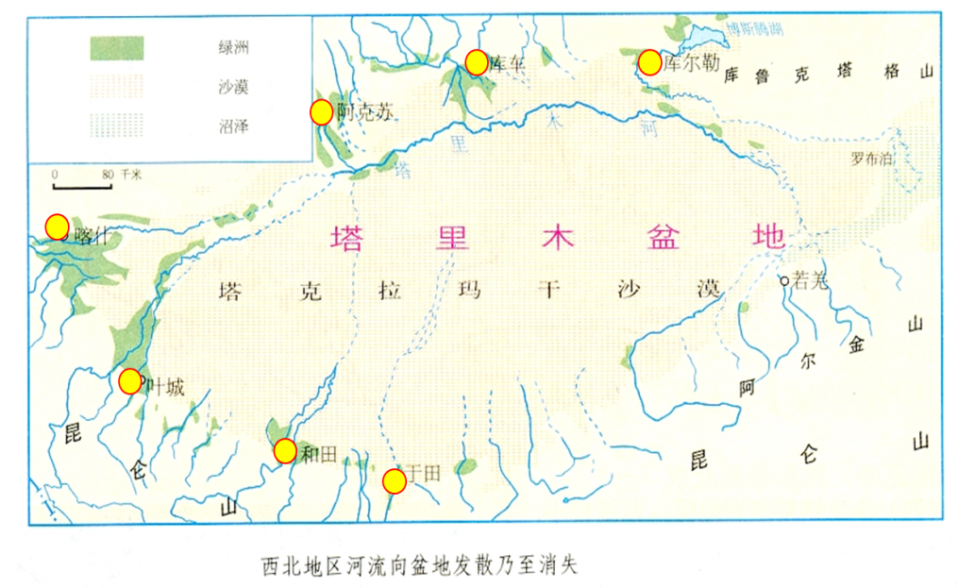 绿洲
沙漠
沼泽
0 80 千米
博斯腾湖
库车
库尔勒
库鲁克塔格山
阿克苏
塔里木河
罗布泊
喀什
塔里木盆地
塔克拉玛干沙漠
若羌
阿尔金山
叶城
昆仑山
和田
于田
昆仑山
西北地区河流向盆地发散乃至消失